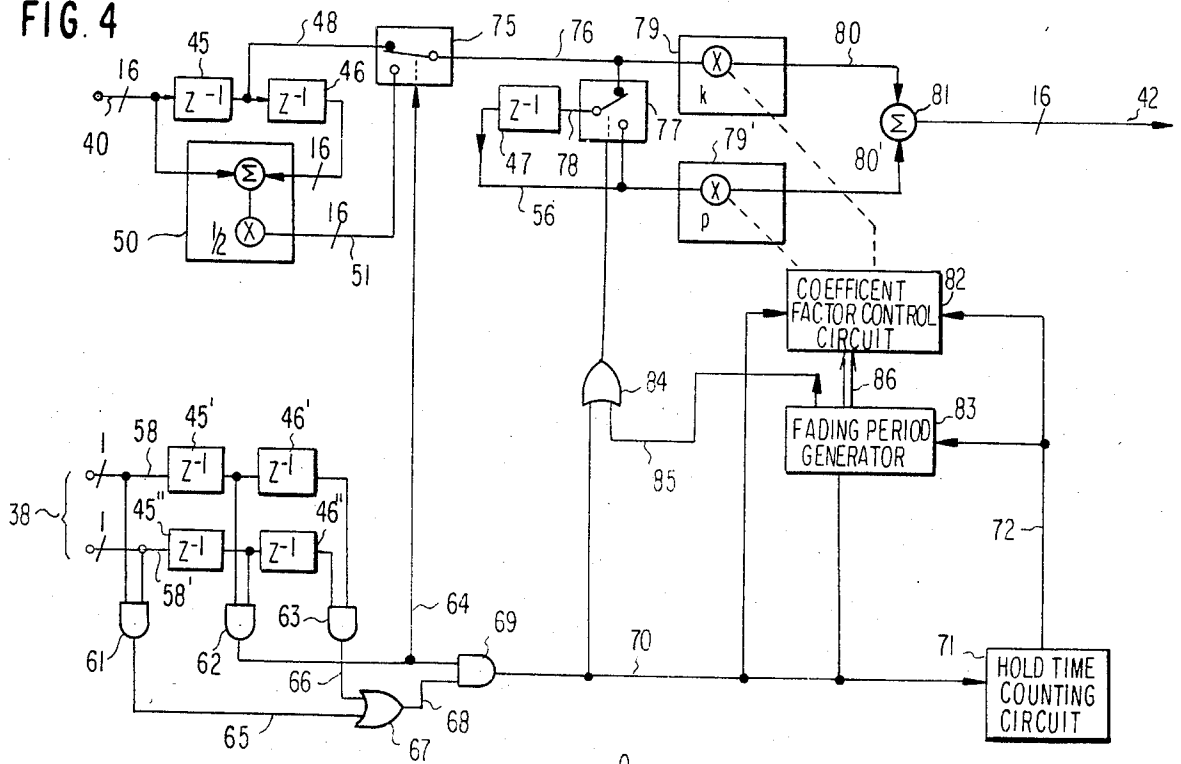 FIG. 4
48
75
76
79
80
45
46
16
Z⁻¹
Z⁻¹
X
k
81
16
42
40
Z⁻¹
77
Σ
16
47
78
79'
80'
Σ
16
X
p
50
1/2
X
51
56
82
COEFFICENT
FACTOR CONTROL
CIRCUIT
86
84
83
FADING PERIOD
GENERATOR
85
45'
46'
1
58
Z⁻¹
Z⁻¹
38
45"
46"
1
Z⁻¹
Z⁻¹
58'
72
64
63
69
61
62
70
71
66
HOLD TIME
COUNTING
CIRCUIT
68
65
67